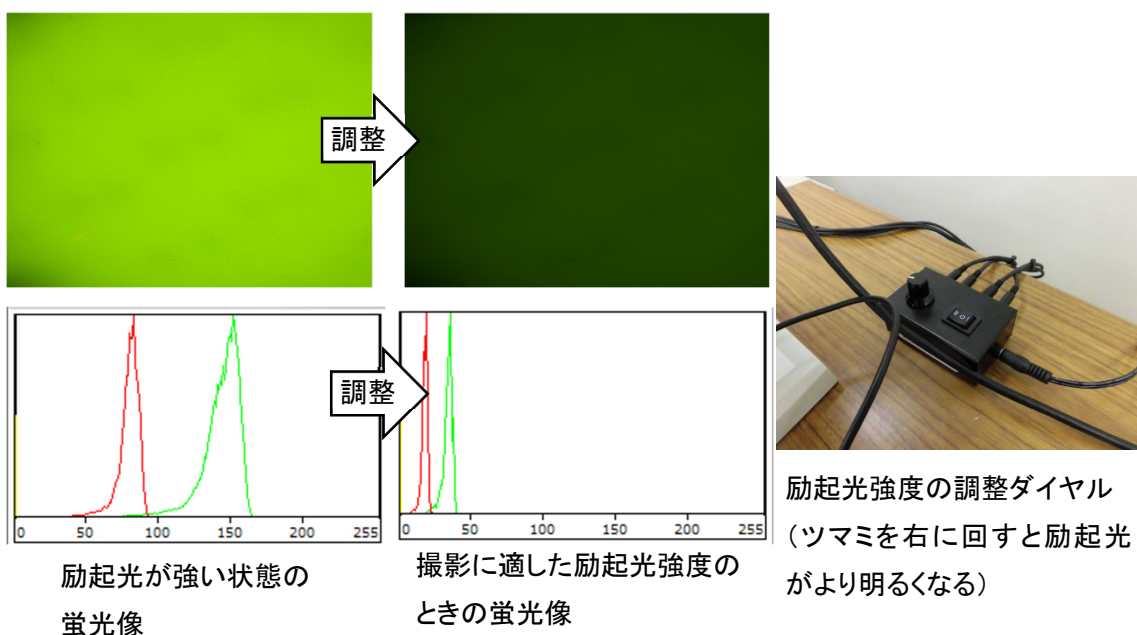 調整
調整
0 50 100 150 200 255
0 50 100 150 200 255
励起光が強い状態の
蛍光像
撮影に適した励起光強度の
ときの蛍光像
励起光強度の調整ダイヤル
(ツマミを右に回すと励起光
がより明るくなる)